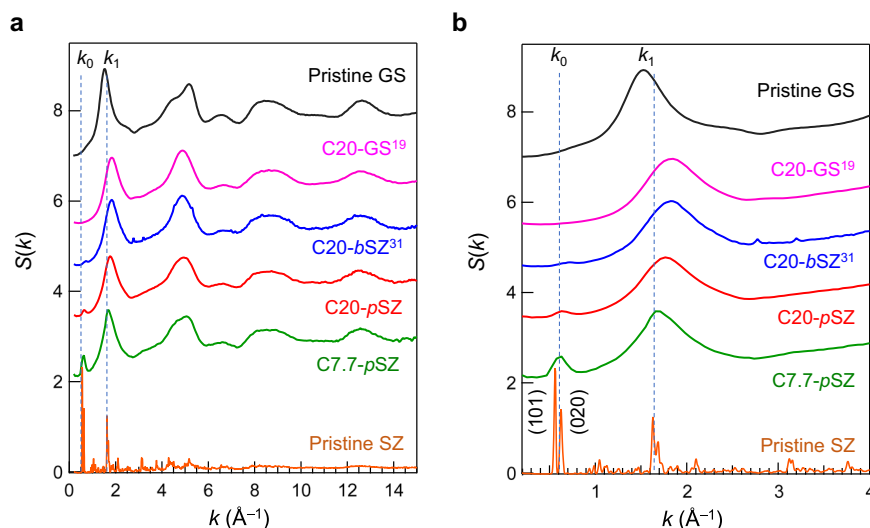 a
k₀ k₁
Pristine GS
C20-GS¹⁹
C20-bSZ³¹
C20-pSZ
C7.7-pSZ
Pristine SZ
S(k)
8
6
4
2
0
0 2 4 6 8 10 12 14
k (Å⁻¹)
b
k₀ k₁
Pristine GS
C20-GS¹⁹
C20-bSZ³¹
C20-pSZ
C7.7-pSZ
(101)
(020)
Pristine SZ
S(k)
8
6
4
2
0
1 2 3 4
k (Å⁻¹)